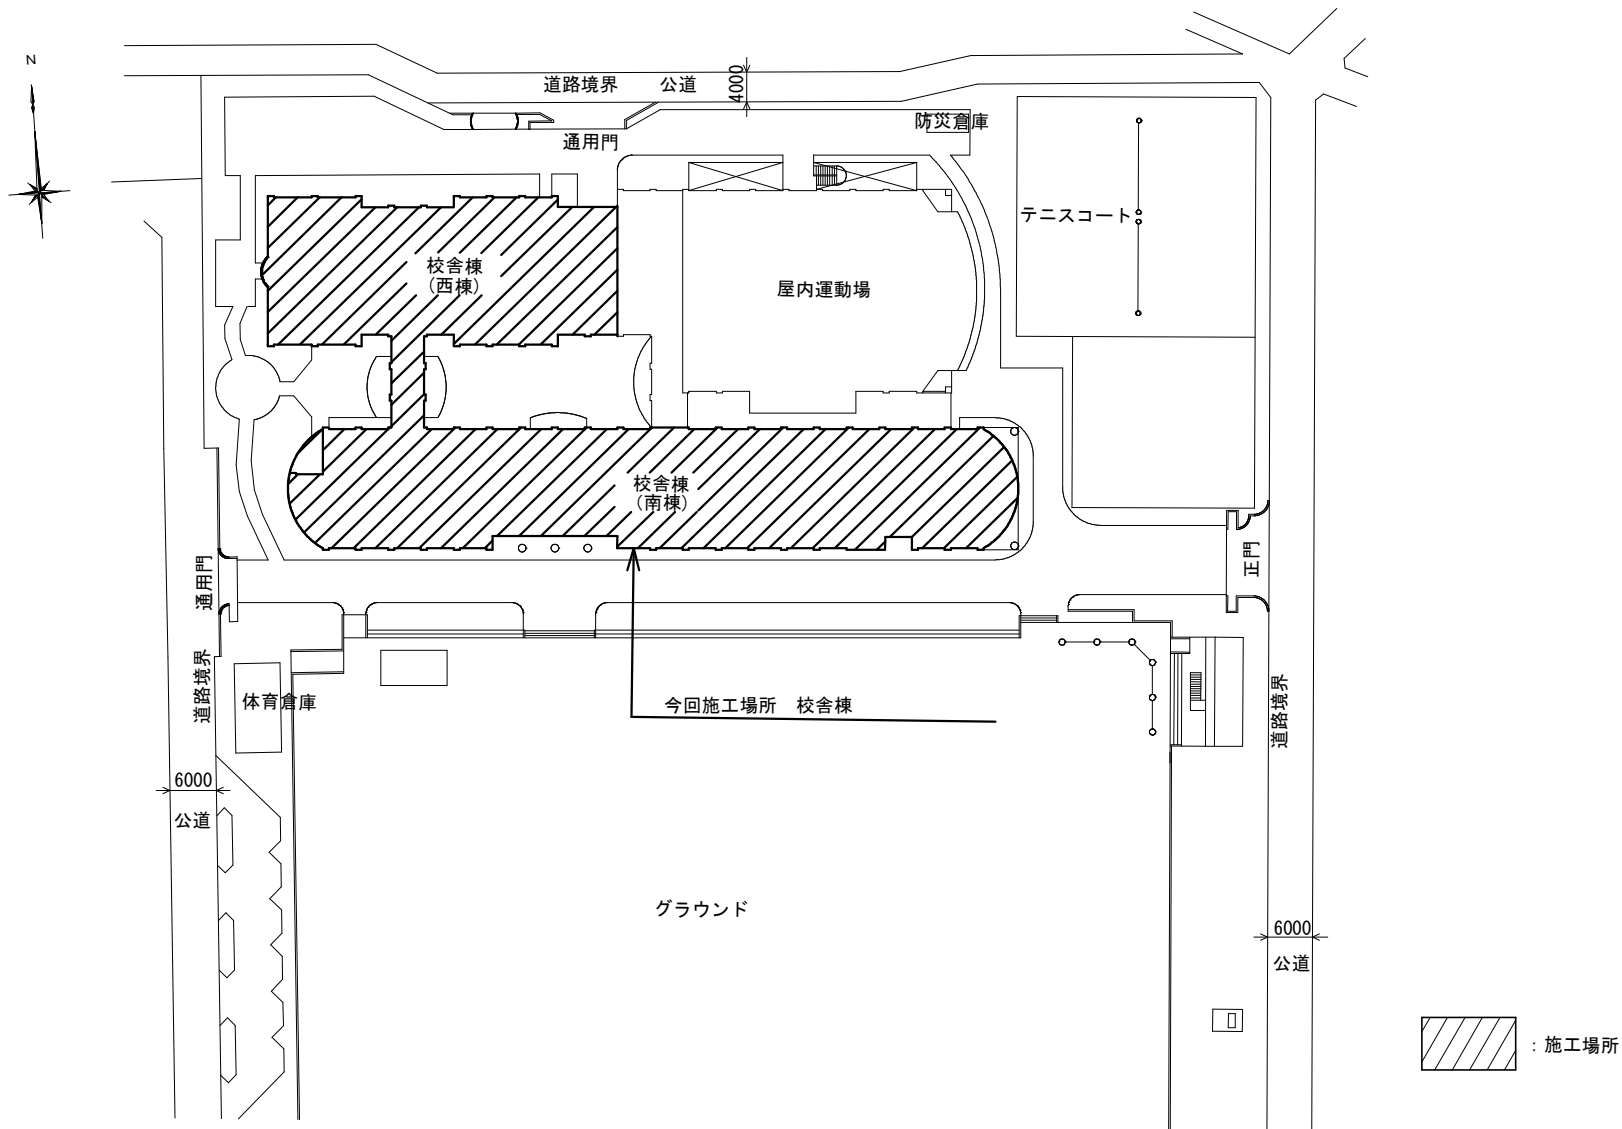 N
道路境界　公道
4000
通用門
防災倉庫
テニスコート
校舎棟
(西棟)
屋内運動場
校舎棟
(南棟)
通用門
正門
道路境界
体育倉庫
今回施工場所　校舎棟
道路境界
6000
公道
グラウンド
6000
公道
：施工場所